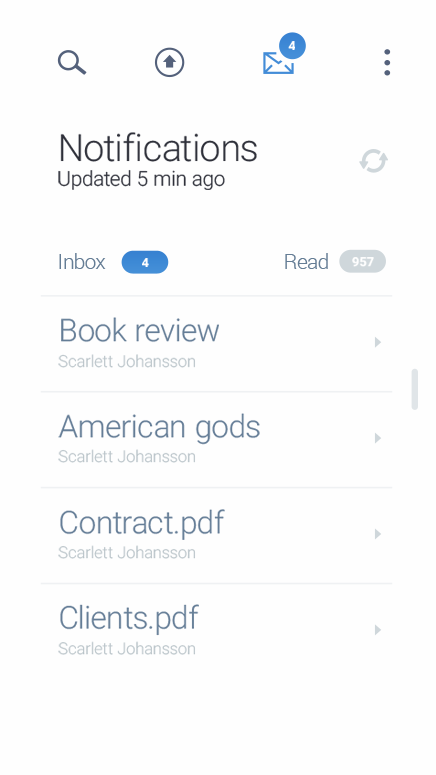 4
Notifications
Updated 5 min ago
Inbox 4 Read 957
Book review
Scarlett Johansson
American gods
Scarlett Johansson
Contract.pdf
Scarlett Johansson
Clients.pdf
Scarlett Johansson